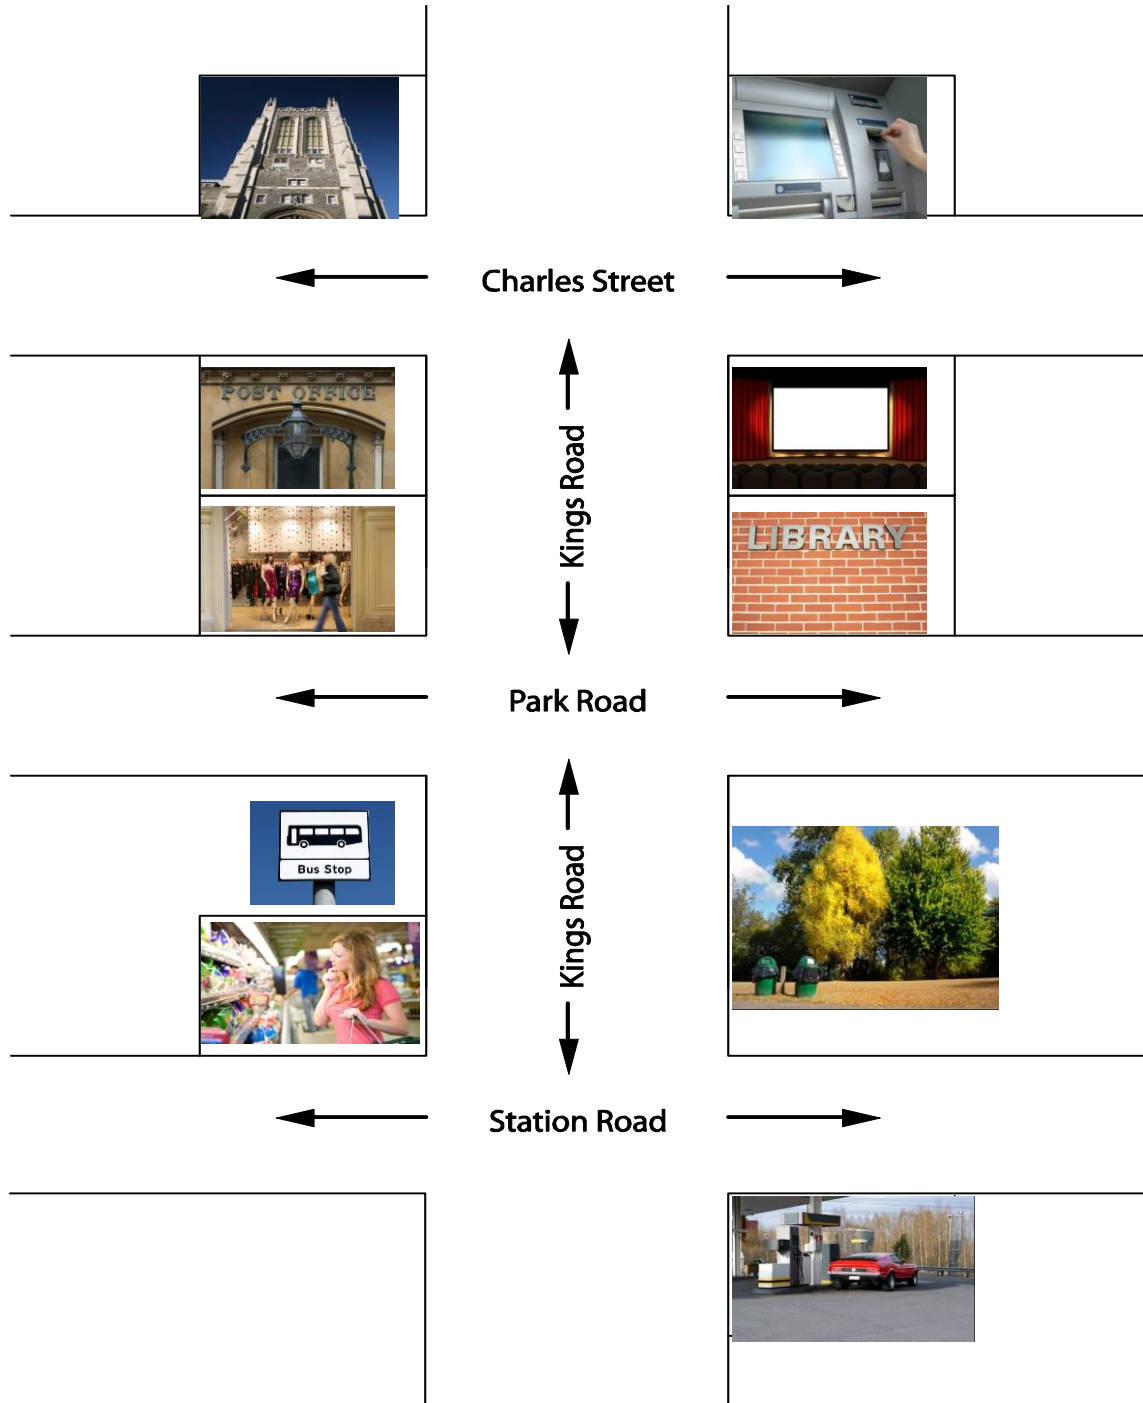 Charles Street
POST OFFICE
Kings Road
LIBRARY
Park Road
Bus Stop
Kings Road
Station Road